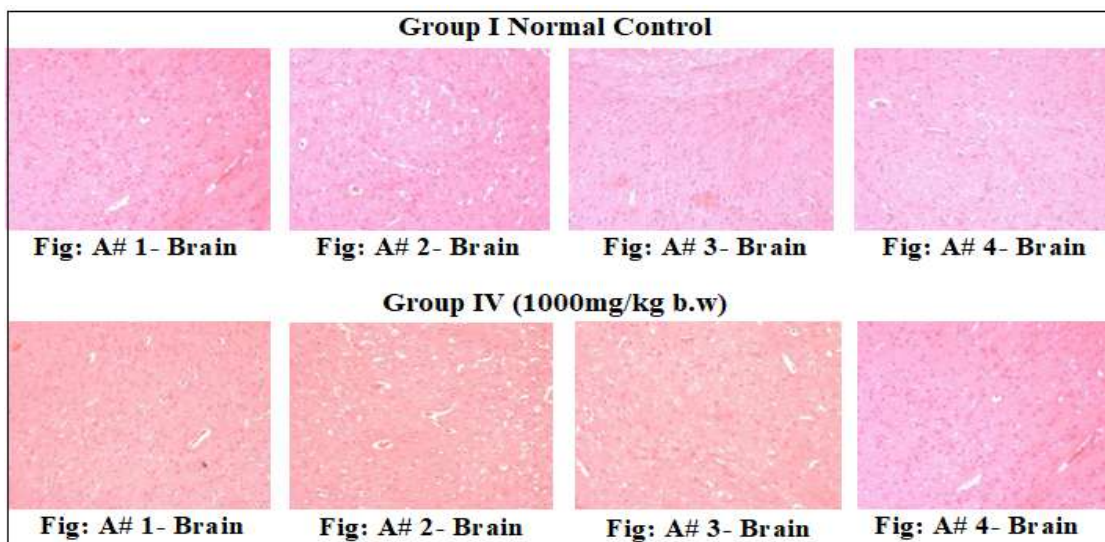 Group I Normal Control
Fig: A# 1- Brain Fig: A# 2- Brain Fig: A# 3- Brain Fig: A# 4- Brain
Group IV (1000mg/kg b.w)
Fig: A# 1- Brain Fig: A# 2- Brain Fig: A# 3- Brain Fig: A# 4- Brain